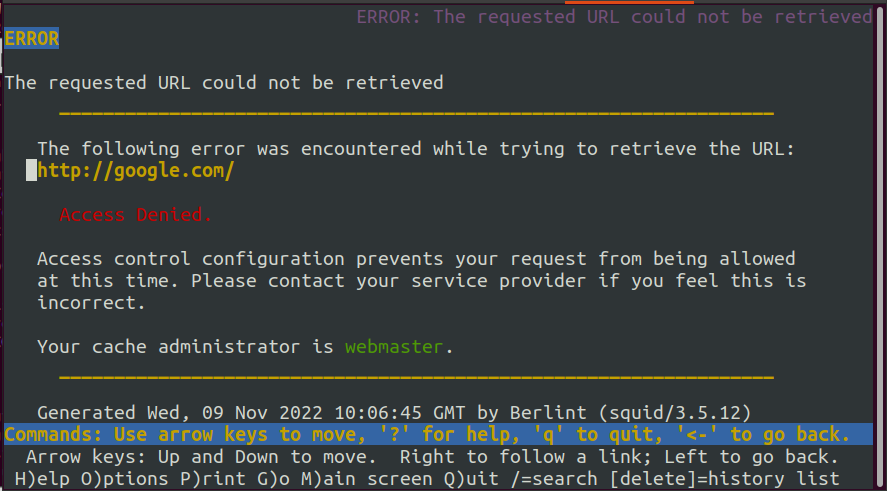 ERROR: The requested URL could not be retrieved
ERROR
The requested URL could not be retrieved
The following error was encountered while trying to retrieve the URL:
http://google.com/
Access Denied.
Access control configuration prevents your request from being allowed
at this time. Please contact your service provider if you feel this is
incorrect.
Your cache administrator is webmaster.
Generated Wed, 09 Nov 2022 10:06:45 GMT by Berlint (squid/3.5.12)
Commands: Use arrow keys to move, '?' for help, 'q' to quit, '<-' to go back.
Arrow keys: Up and Down to move.  Right to follow a link; Left to go back.
H)elp O)ptions P)rint G)o M)ain screen Q)uit /=search [delete]=history list